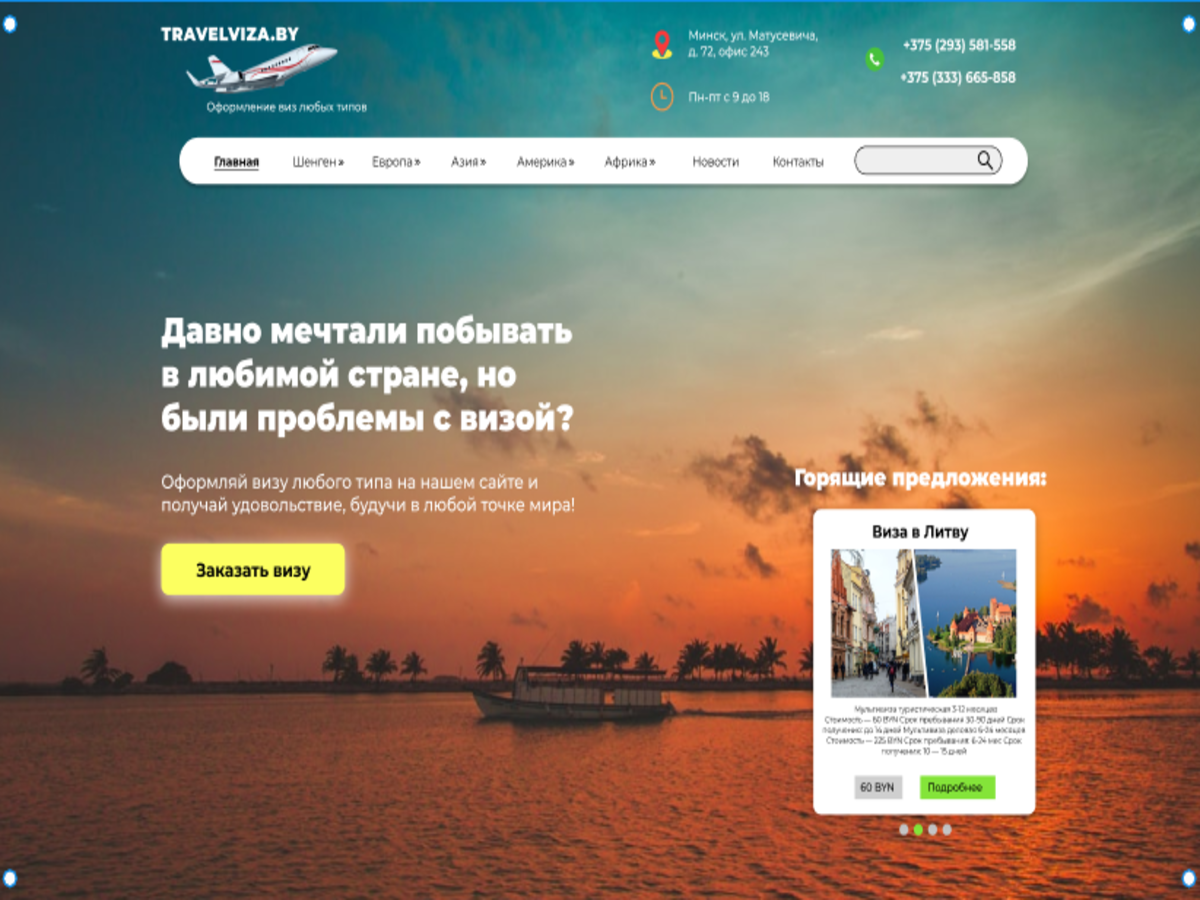 TRAVELVIZA.BY
Оформление виз любых типов
Минск, ул. Матусевича,
д. 72, офис 243
Пн-пт с 9 до 18
+375 (293) 581-558
+375 (333) 665-858
Главная Шенген» Европа» Азия» Америка» Африка» Новости Контакты
Давно мечтали побывать
в любимой стране, но
были проблемы с визой?
Оформляй визу любого типа на нашем сайте и
получай удовольствие, будучи в любой точке мира!
Заказать визу
Горящие предложения:
Виза в Литву
Мультивиза туристическая 3-12 месяцев
Стоимость — 60 BYN Срок пребывания 30-90 дней Срок
получения: до 14 дней Мультивиза деловая: 6-24 месяцев
Стоимость — 225 BYN Срок пребывания: 6-24 мес Срок
получения: 10 — 15 дней
60 BYN Подробнее